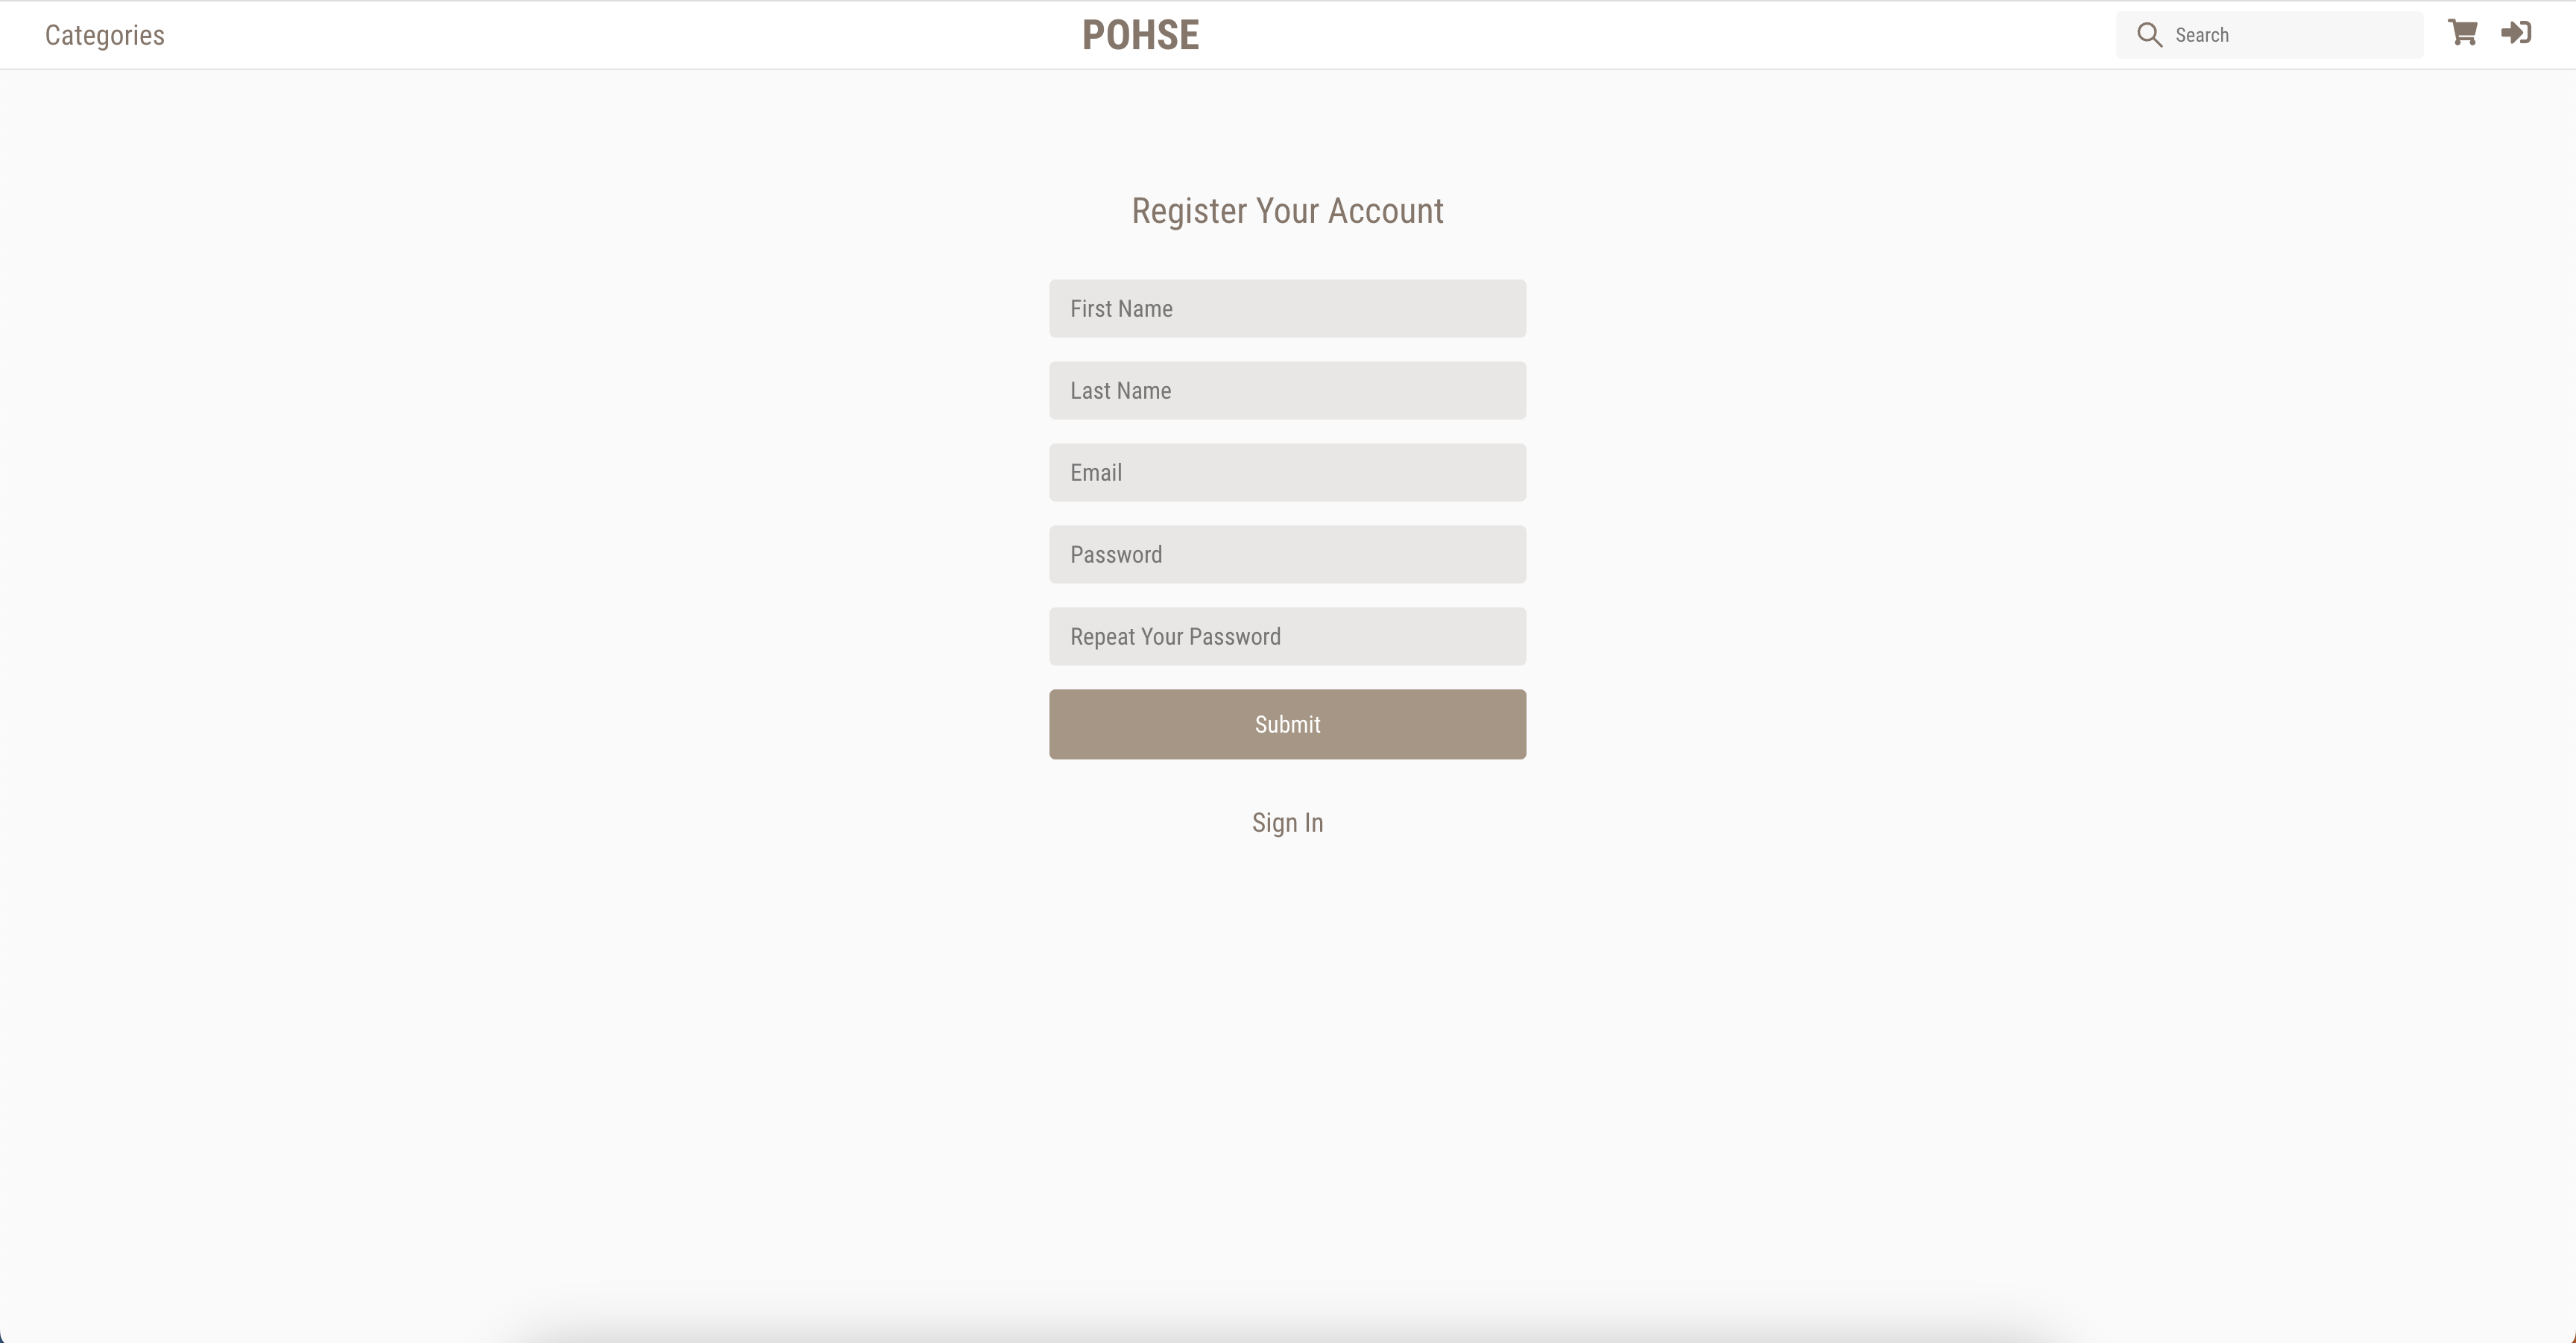 Categories
POHSE
Search
Register Your Account
First Name
Last Name
Email
Password
Repeat Your Password
Submit
Sign In